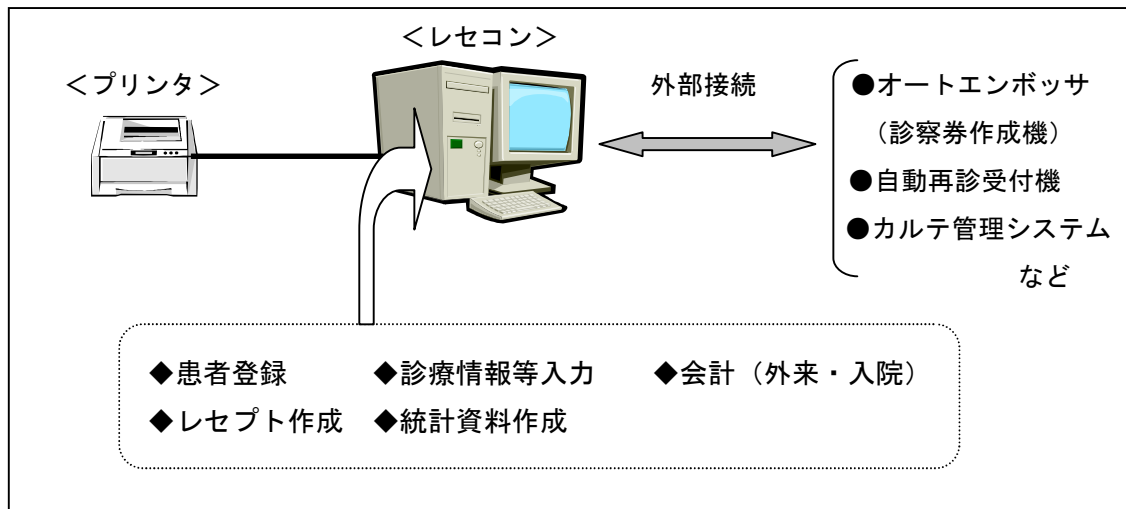 ＜レセコン＞
＜プリンタ＞
外部接続
●オートエンボッサ
（診察券作成機）
●自動再診受付機
●カルテ管理システム
など
◆患者登録 ◆診療情報等入力 ◆会計（外来・入院）
◆レセプト作成 ◆統計資料作成